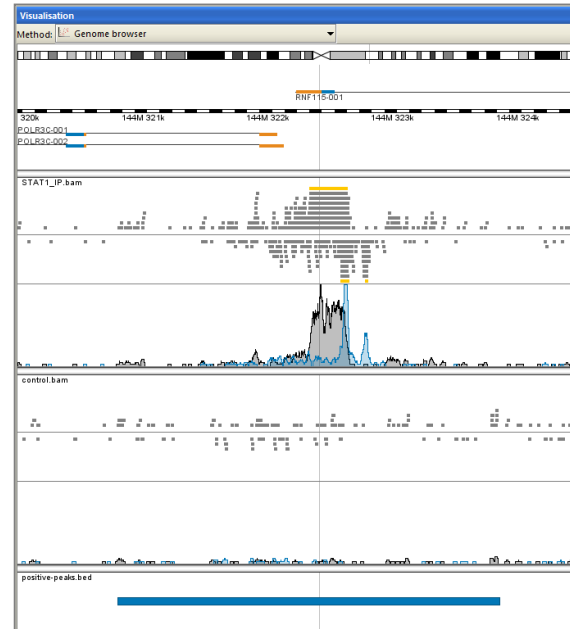 Visualisation
Method: Genome browser
RNF115-001
320k 144M 321k 144M 322k 144M 323k 144M 324k
POLR3C-001
POLR3C-002
STAT1_IP.bam
control.bam
positive-peaks.bed